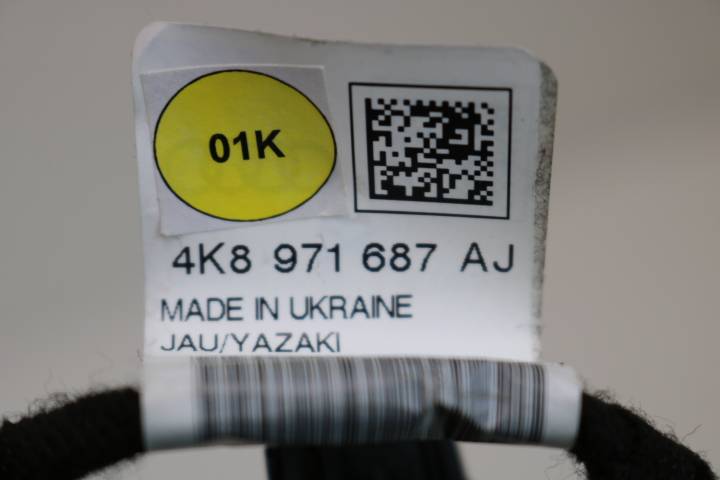 01K
4K8 971 687 AJ
MADE IN UKRAINE
JAU/YAZAKI